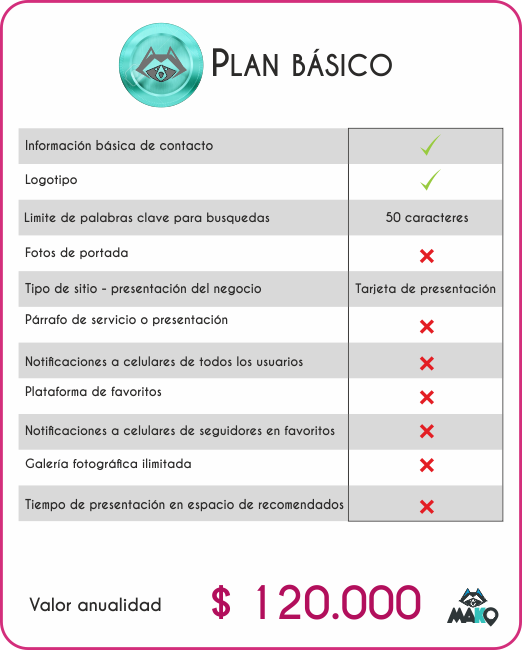 Plan básico
Información básica de contacto
Logotipo
Limite de palabras clave para busquedas 50 caracteres
Fotos de portada
Tipo de sitio - presentación del negocio Tarjeta de presentación
Párrafo de servicio o presentación
Notificaciones a celulares de todos los usuarios
Plataforma de favoritos
Notificaciones a celulares de seguidores en favoritos
Galería fotográfica ilimitada
Tiempo de presentación en espacio de recomendados
Valor anualidad $ 120.000
MAKO